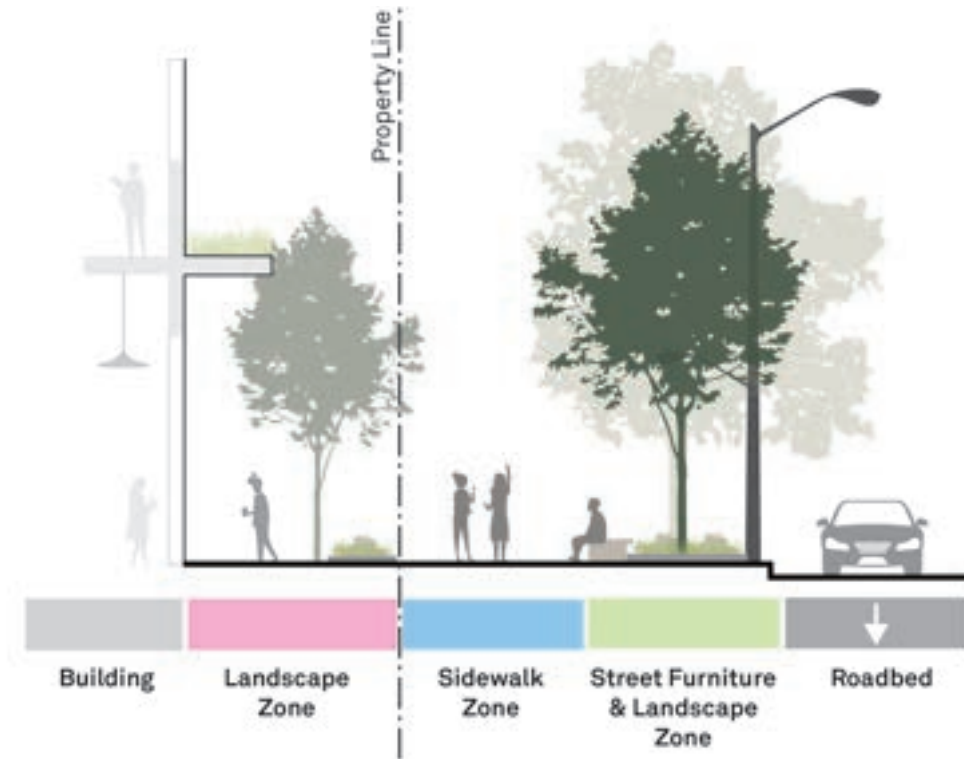 Property Line
Building
Landscape
Zone
Sidewalk
Zone
Street Furniture
& Landscape
Zone
Roadbed